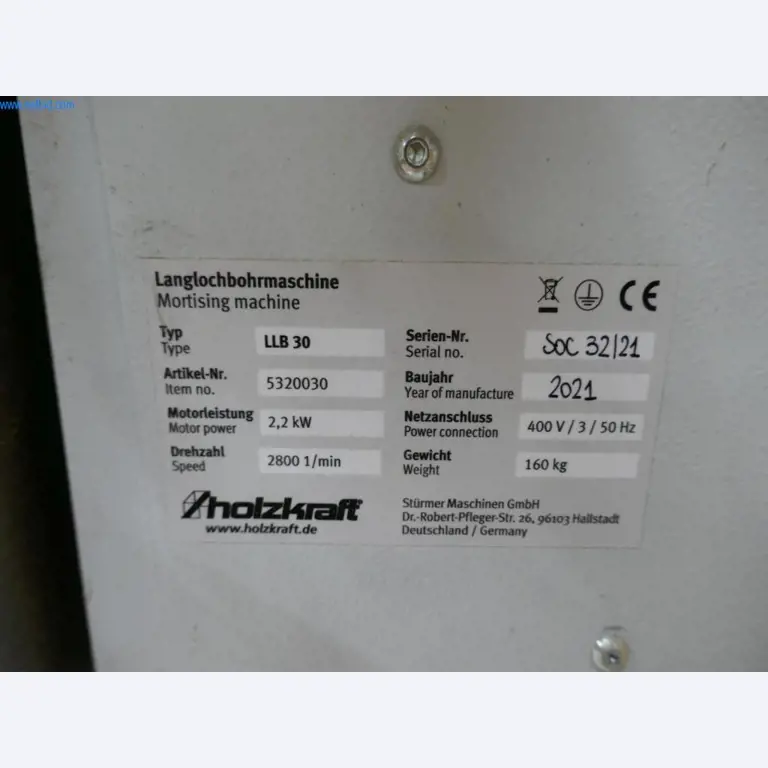 Langlochbohrmaschine
Mortising machine
Typ
Type
LLB 30
Serien-Nr.
Serial no.
SOC 32/21
Artikel-Nr.
Item no.
5320030
Baujahr
Year of manufacture
2021
Motorleistung
Motor power
2,2 kW
Netzanschluss
Power connection
400 V / 3 / 50 Hz
Drehzahl
Speed
2800 1/min
Gewicht
Weight
160 kg
holzkraft
www.holzkraft.de
Stürmer Maschinen GmbH
Dr.-Robert-Pfleger-Str. 26, 96103 Hallstadt
Deutschland / Germany
CE